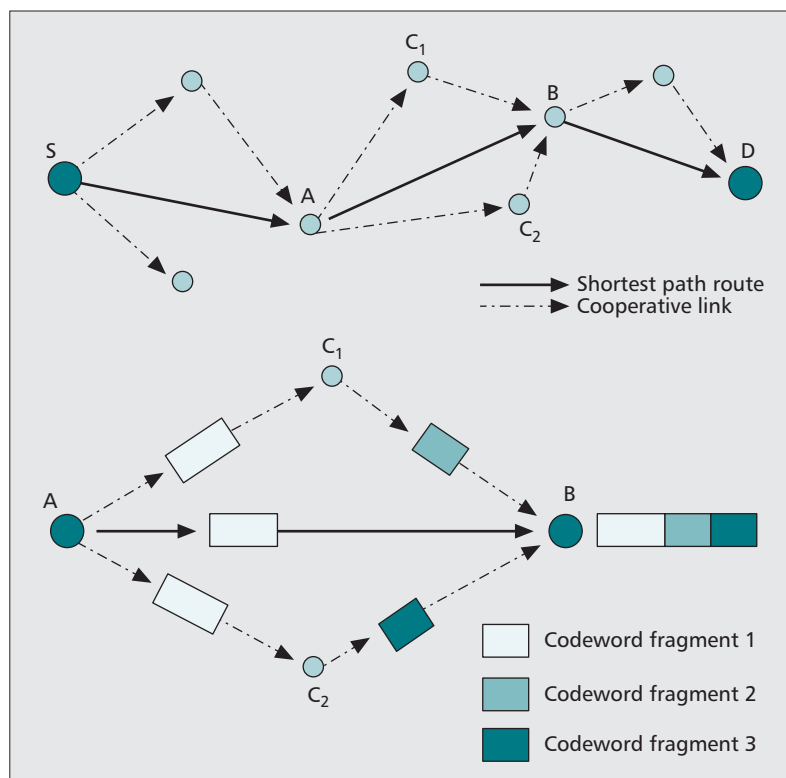 C1
B
S
D
A
C2
Shortest path route
Cooperative link
C1
A
B
C2
Codeword fragment 1
Codeword fragment 2
Codeword fragment 3